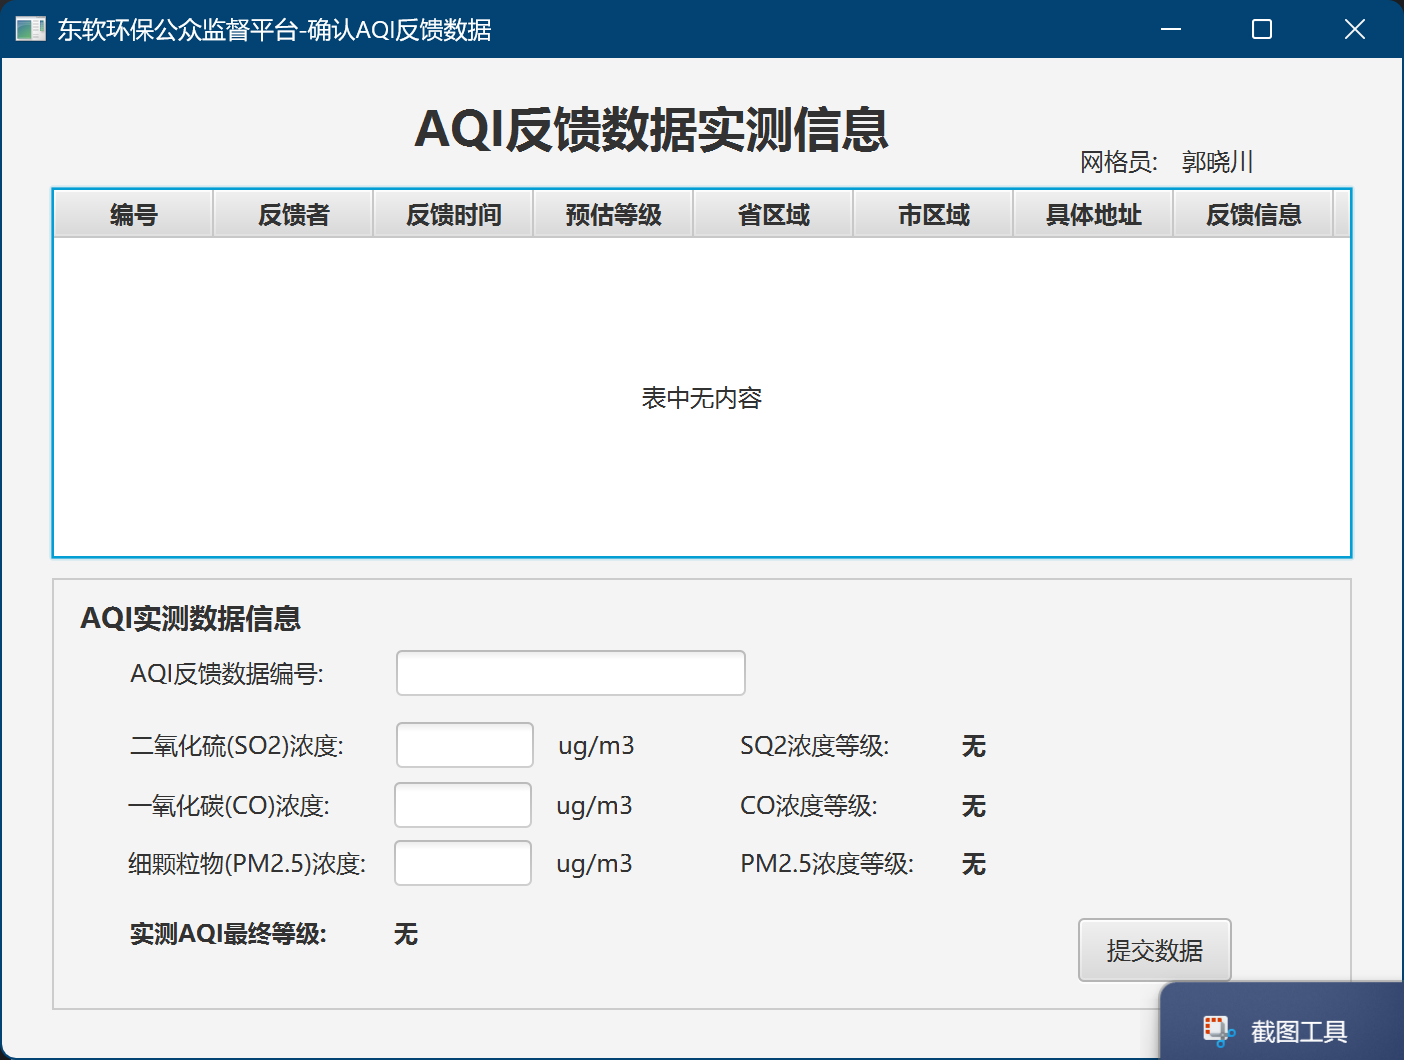 东软环保公众监督平台-确认AQI反馈数据
AQI反馈数据实测信息
网格员: 郭晓川
编号 反馈者 反馈时间 预估等级 省区域 市区域 具体地址 反馈信息
表中无内容
AQI实测数据信息
AQI反馈数据编号:
二氧化硫(SO2)浓度: ug/m3 SQ2浓度等级: 无
一氧化碳(CO)浓度: ug/m3 CO浓度等级: 无
细颗粒物(PM2.5)浓度: ug/m3 PM2.5浓度等级: 无
实测AQI最终等级: 无
提交数据
截图工具